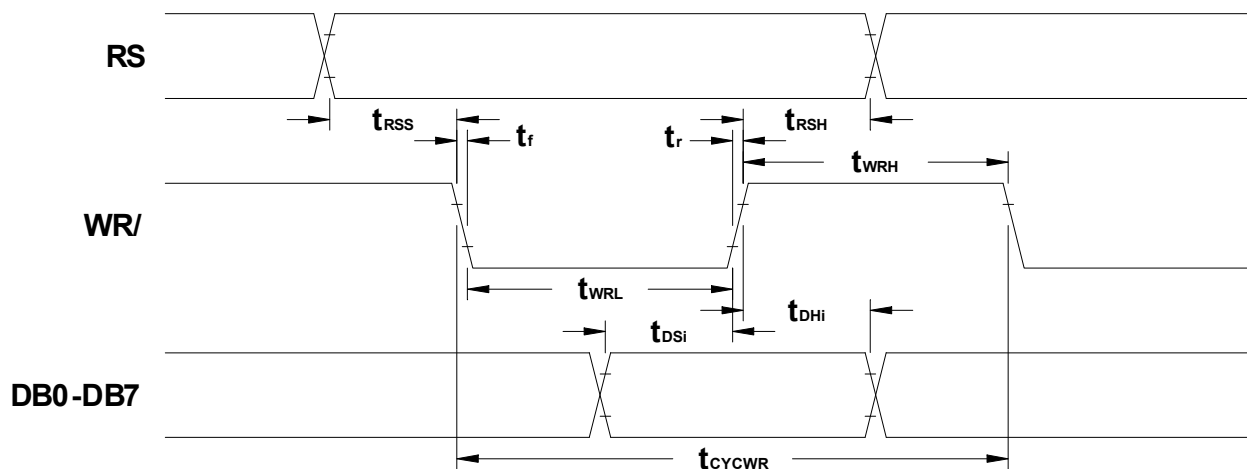 RS
tRSS
tRSH
tf
tr
tWRH
WR/
tWRL
tDHi
tDSi
DB0-DB7
tCYCWR